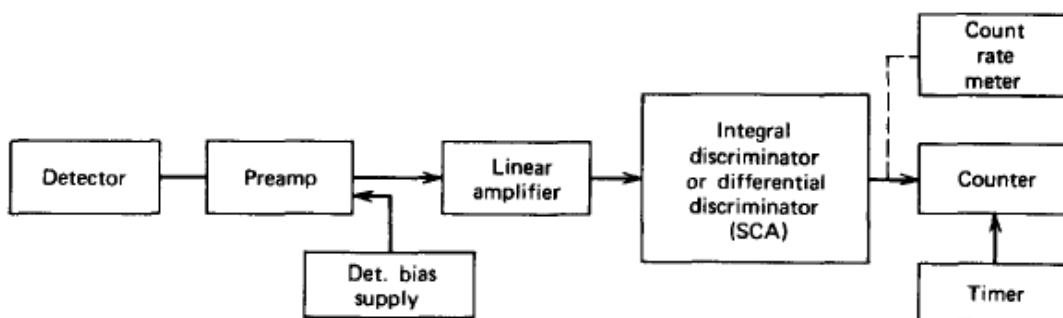 Detector
Preamp
Det. bias
supply
Linear
amplifier
Integral
discriminator
or differential
discriminator
(SCA)
Count
rate
meter
Counter
Timer